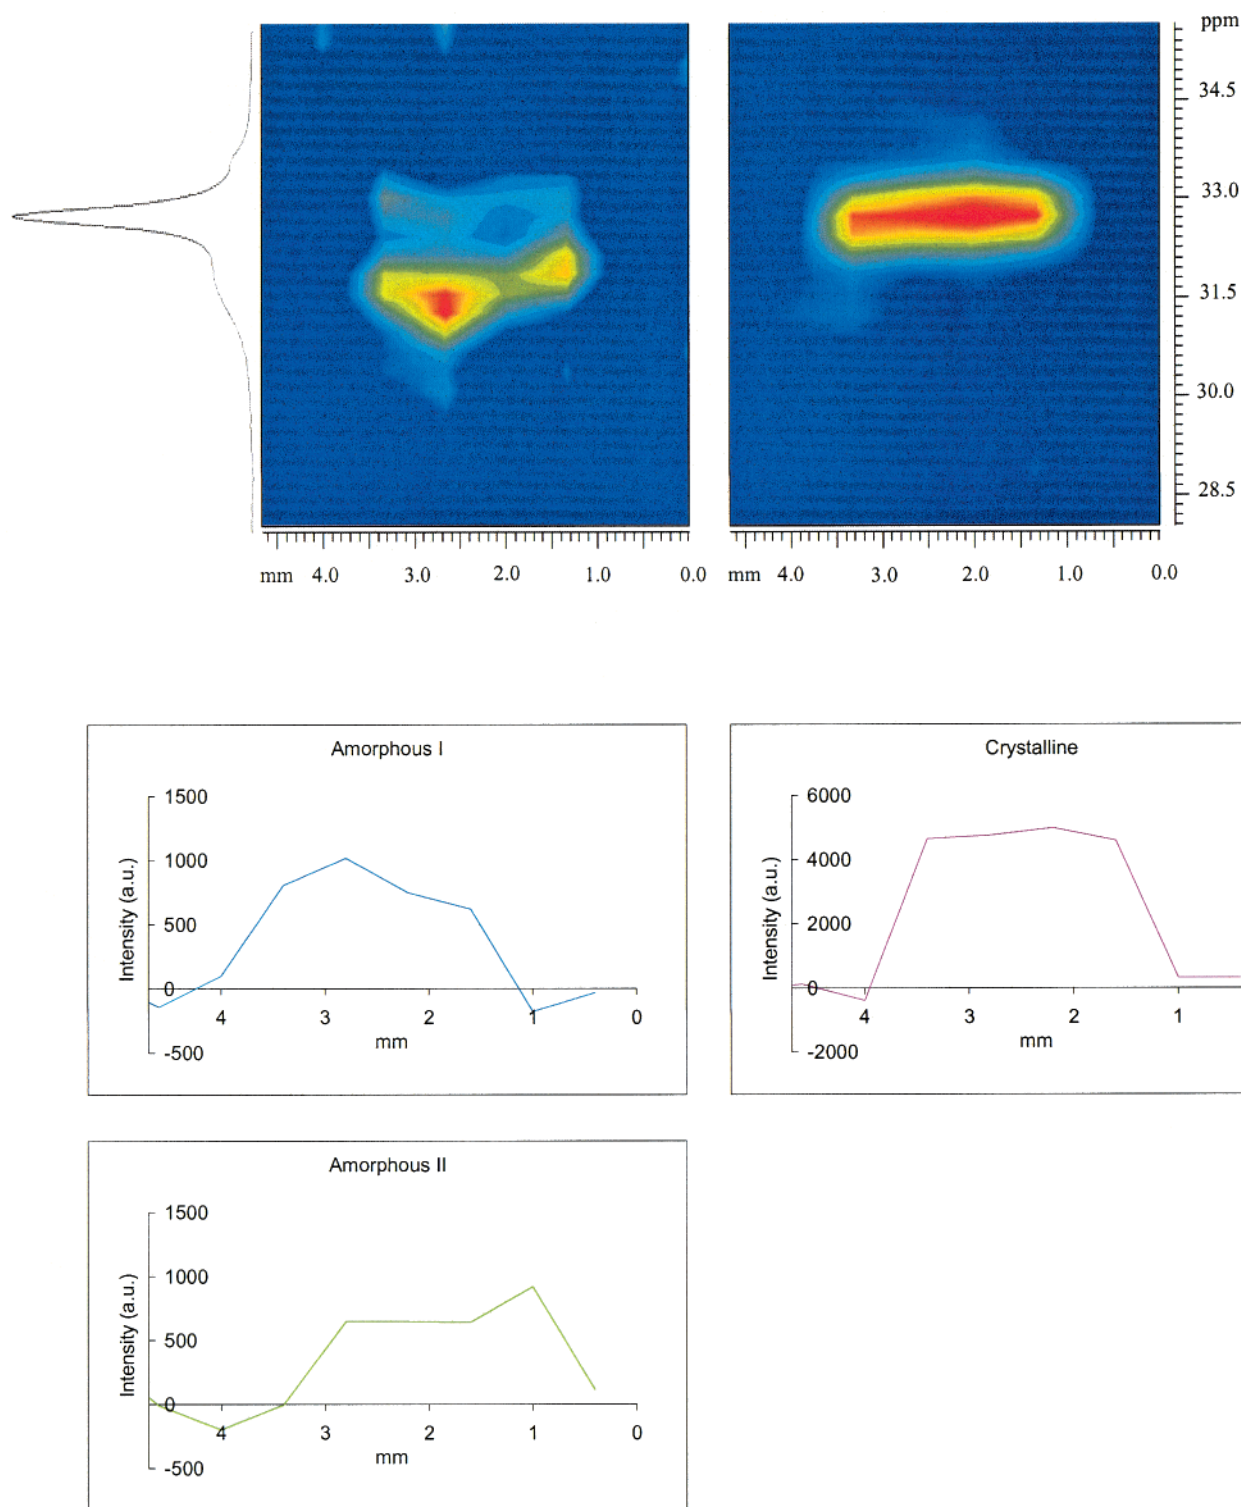 ppm
34.5
33.0
31.5
30.0
28.5
mm 4.0 3.0 2.0 1.0 0.0
mm 4.0 3.0 2.0 1.0 0.0
Amorphous I
1500
1000
500
0
-500
Intensity (a.u.)
4 3 2 1 0
mm
Crystalline
6000
4000
2000
0
-2000
Intensity (a.u.)
4 3 2 1
mm
Amorphous II
1500
1000
500
0
-500
Intensity (a.u.)
4 3 2 1 0
mm